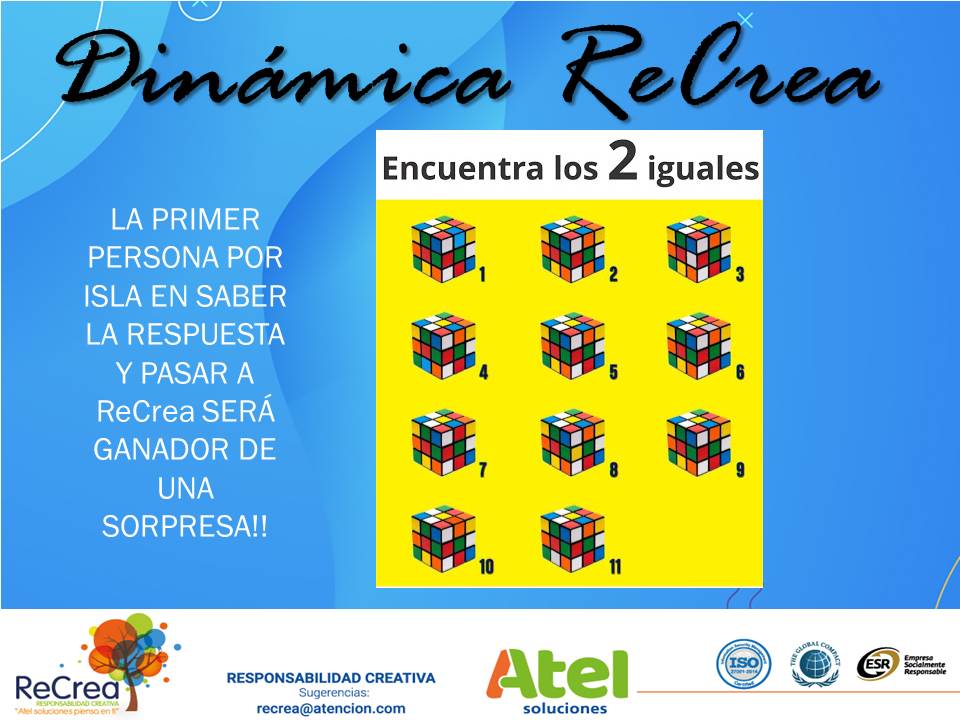 Dinámica ReCrea
Encuentra los 2 iguales
LA PRIMER
PERSONA POR
ISLA EN SABER
LA RESPUESTA
Y PASAR A
ReCrea SERÁ
GANADOR DE
UNA
SORPRESA!!
1
2
3
4
5
6
7
8
9
10
11
ReCrea
RESPONSABILIDAD CREATIVA
"Atel soluciones piensa en ti"
RESPONSABILIDAD CREATIVA
Sugerencias:
recrea@atencion.com
Atel
soluciones
ISO
THE GLOBAL COMPACT
ESR
Empresa
Socialmente
Responsable